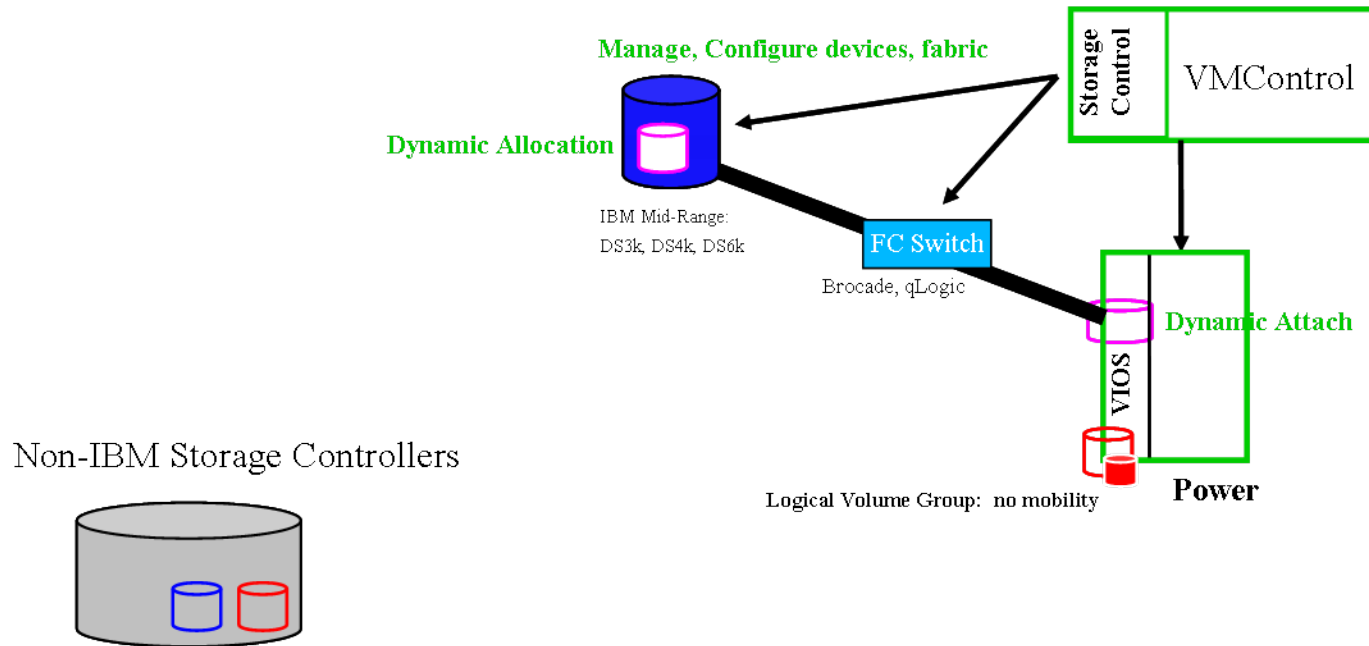 Manage, Configure devices, fabric
Storage
Control
VMControl
Dynamic Allocation
IBM Mid-Range:
DS3k, DS4k, DS6k
FC Switch
Brocade, qLogic
Dynamic Attach
VIOS
Non-IBM Storage Controllers
Logical Volume Group:  no mobility
Power